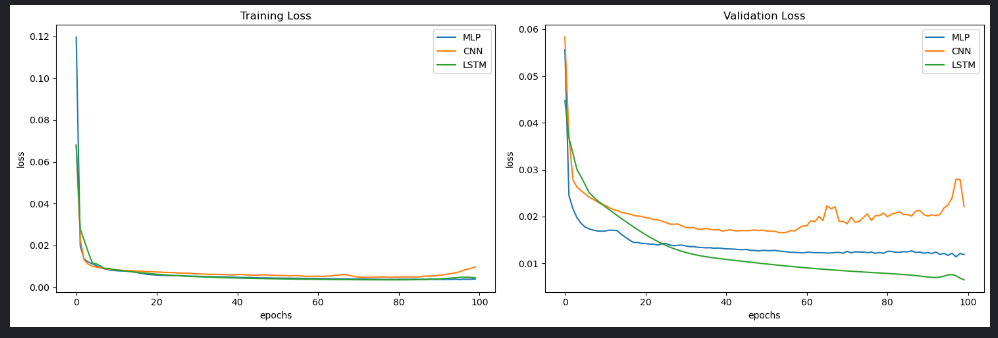 Training Loss
Validation Loss
0.12
0.10
0.08
0.06
0.04
0.02
0.00
loss
0 20 40 60 80 100
epochs
MLP
CNN
LSTM
0.06
0.05
0.04
0.03
0.02
0.01
loss
0 20 40 60 80 100
epochs
MLP
CNN
LSTM